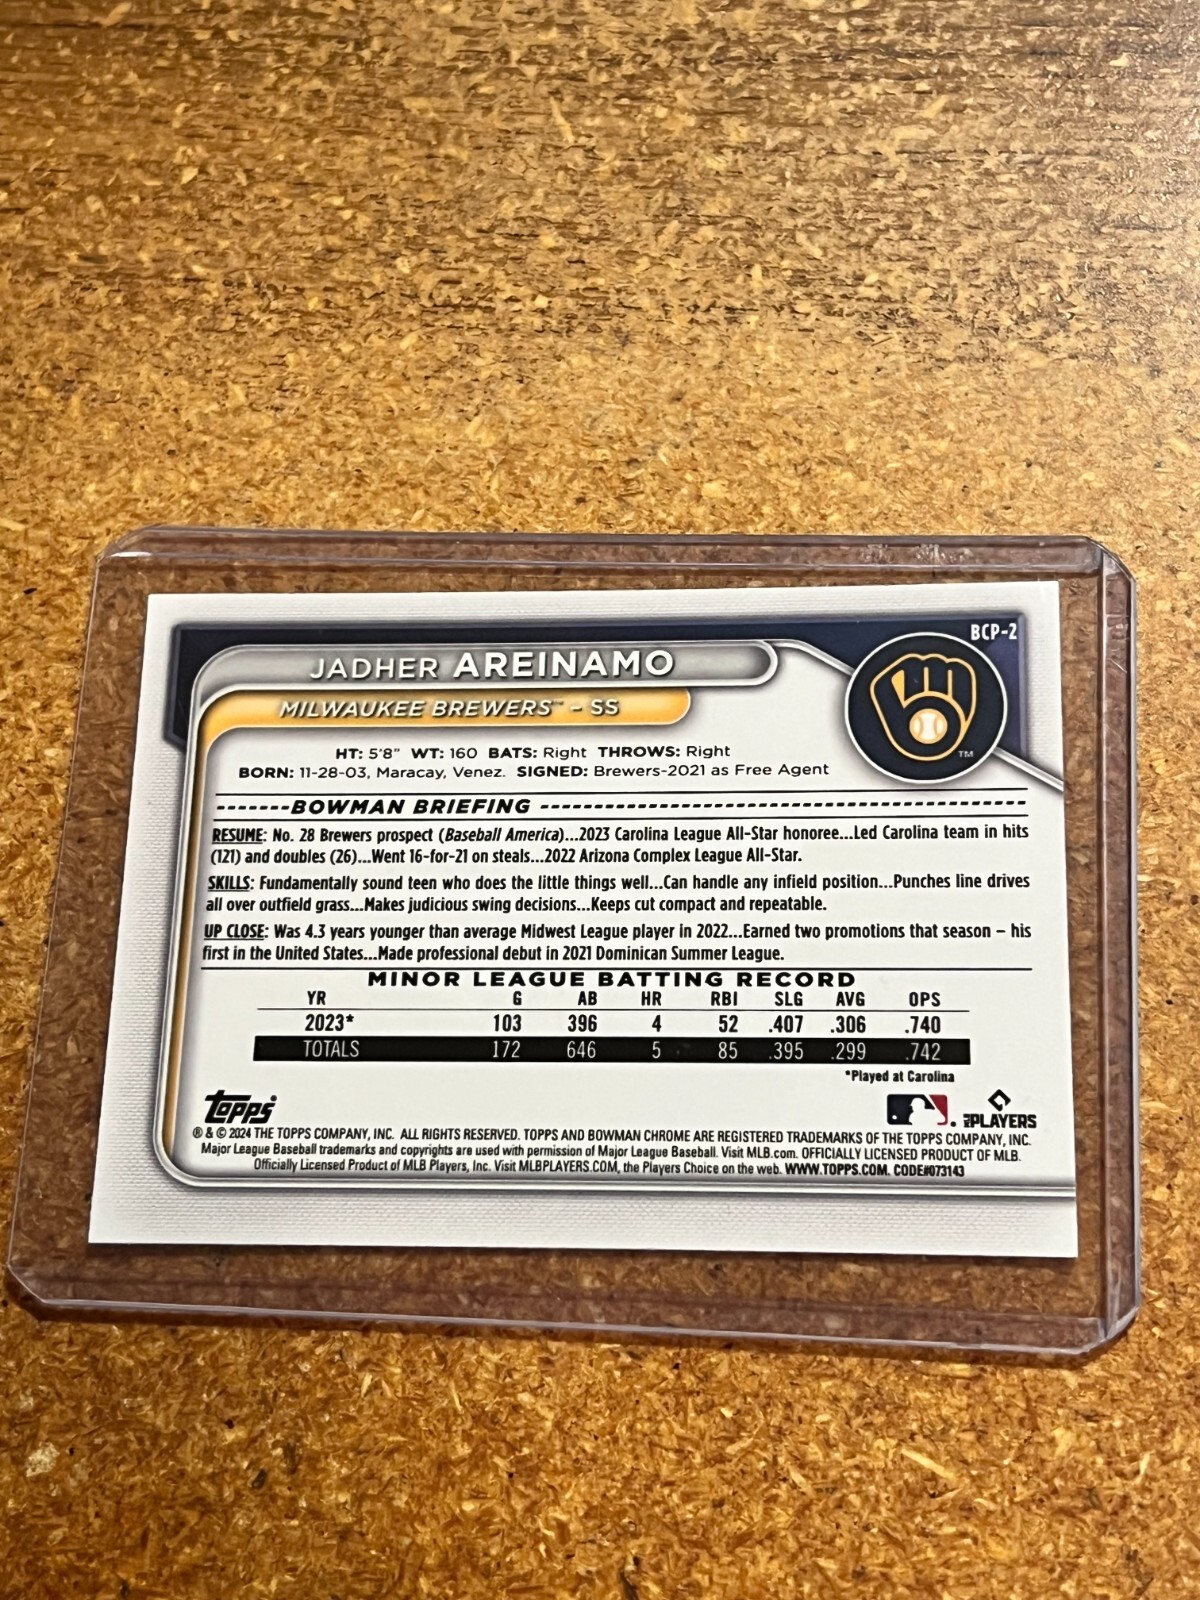 BCP-2
JADHER AREINAMO
MILWAUKEE BREWERS™ - SS
TM
HT: 5'8" WT: 160 BATS: Right THROWS: Right
BORN: 11-28-03, Maracay, Venez. SIGNED: Brewers-2021 as Free Agent
-------BOWMAN BRIEFING --------------------------------------------
RESUME: No. 28 Brewers prospect (Baseball America)...2023 Carolina League All-Star honoree...Led Carolina team in hits
(121) and doubles (26)...Went 16-for-21 on steals...2022 Arizona Complex League All-Star.
SKILLS: Fundamentally sound teen who does the little things well...Can handle any infield position...Punches line drives
all over outfield grass...Makes judicious swing decisions...Keeps cut compact and repeatable.
UP CLOSE: Was 4.3 years younger than average Midwest League player in 2022...Earned two promotions that season – his
first in the United States...Made professional debut in 2021 Dominican Summer League.
MINOR LEAGUE BATTING RECORD
YR G AB HR RBI SLG AVG OPS
2023* 103 396 4 52 .407 .306 .740
TOTALS 172 646 5 85 .395 .299 .742
*Played at Carolina
Topps
MLB PLAYERS
® & © 2024 THE TOPPS COMPANY, INC. ALL RIGHTS RESERVED. TOPPS AND BOWMAN CHROME ARE REGISTERED TRADEMARKS OF THE TOPPS COMPANY, INC.
Major League Baseball trademarks and copyrights are used with permission of Major League Baseball. Visit MLB.com. OFFICIALLY LICENSED PRODUCT OF MLB.
Officially Licensed Product of MLB Players, Inc. Visit MLBPLAYERS.COM, the Players Choice on the web. WWW.TOPPS.COM. CODE#073143